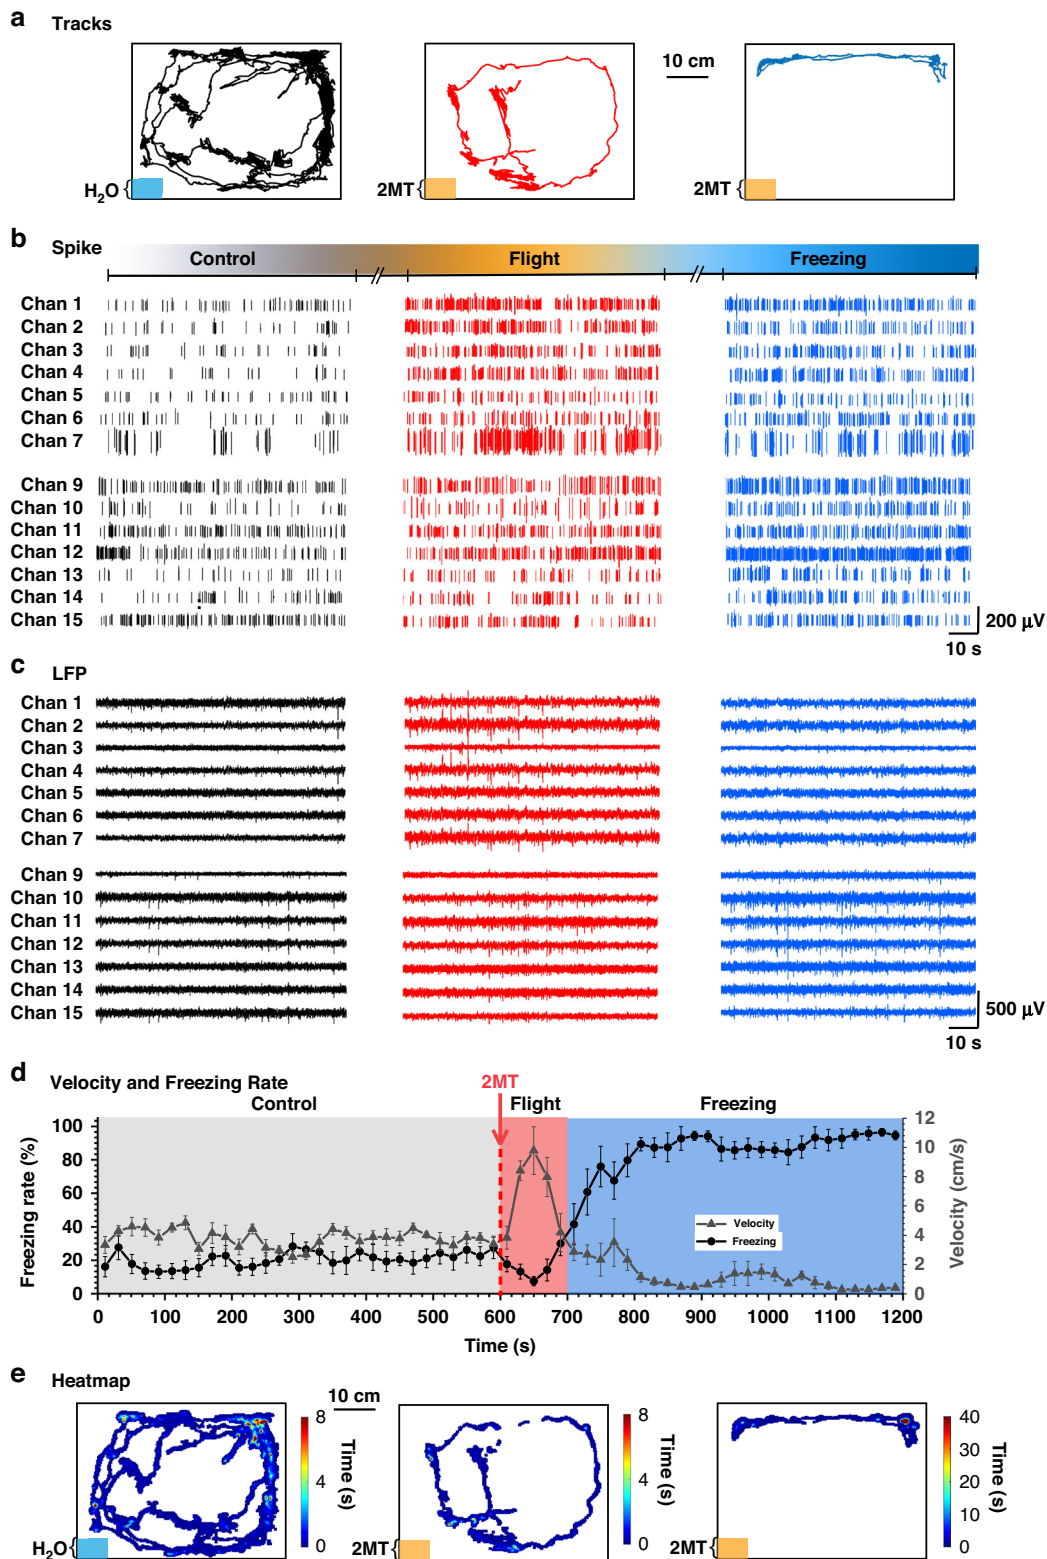 a Tracks
10 cm
H2O{ 2MT{ 2MT{
b Spike
Control Flight Freezing
Chan 1
Chan 2
Chan 3
Chan 4
Chan 5
Chan 6
Chan 7
Chan 9
Chan 10
Chan 11
Chan 12
Chan 13
Chan 14
Chan 15
200 µV
10 s
c LFP
Chan 1
Chan 2
Chan 3
Chan 4
Chan 5
Chan 6
Chan 7
Chan 9
Chan 10
Chan 11
Chan 12
Chan 13
Chan 14
Chan 15
500 µV
10 s
d Velocity and Freezing Rate
2MT
Control Flight Freezing
Freezing rate (%)
100
80
60
40
20
0
Velocity
Freezing
12
10
8
6
4
2
0
Velocity (cm/s)
0 100 200 300 400 500 600 700 800 900 1000 1100 1200
Time (s)
e Heatmap
10 cm
8
4
0
Time (s)
8
4
0
Time (s)
40
30
20
10
0
Time (s)
H2O{ 2MT{ 2MT{